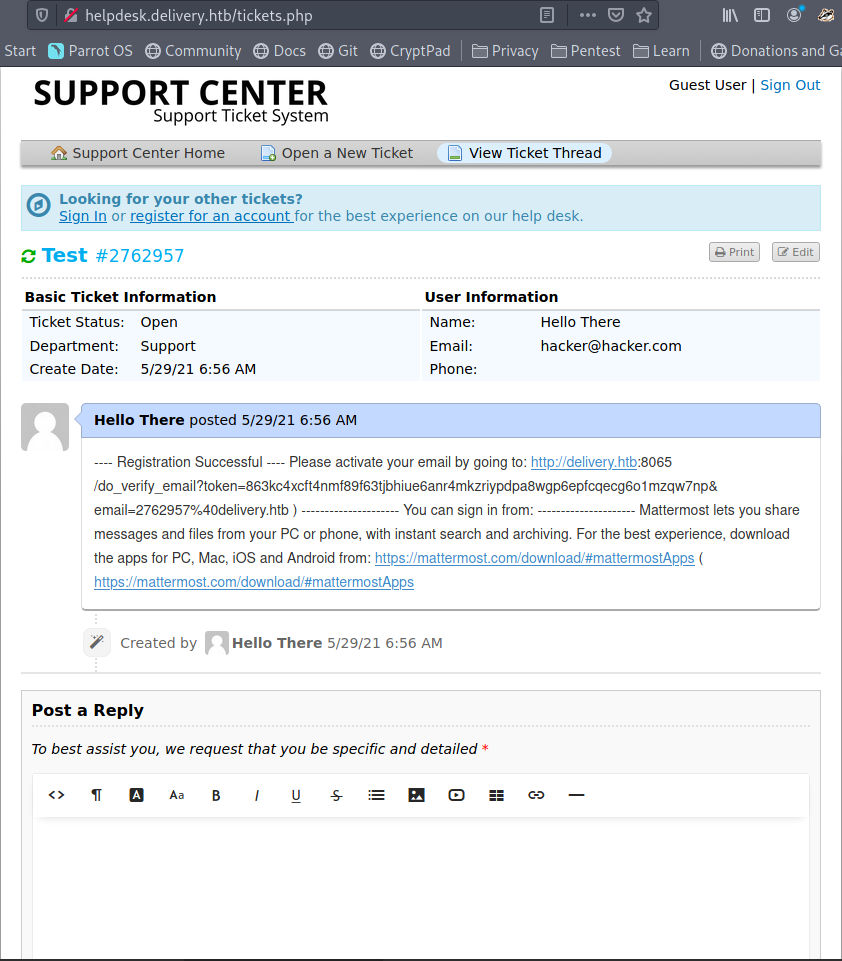 helpdesk.delivery.htb/tickets.php
Start Parrot OS Community Docs Git CryptPad Privacy Pentest Learn Donations and Ga
SUPPORT CENTER
Support Ticket System
Guest User | Sign Out
Support Center Home Open a New Ticket View Ticket Thread
Looking for your other tickets?
Sign In or register for an account for the best experience on our help desk.
Test #2762957
Print Edit
Basic Ticket Information User Information
Ticket Status: Open Name: Hello There
Department: Support Email: hacker@hacker.com
Create Date: 5/29/21 6:56 AM Phone:
Hello There posted 5/29/21 6:56 AM
---- Registration Successful ---- Please activate your email by going to: http://delivery.htb:8065
/do_verify_email?token=863kc4xcft4nmf89f63tjbhiue6anr4mkzriypdpa8wgp6epfcqecg6o1mzqw7np&
email=2762957%40delivery.htb ) --------------------- You can sign in from: --------------------- Mattermost lets you share
messages and files from your PC or phone, with instant search and archiving. For the best experience, download
the apps for PC, Mac, iOS and Android from: https://mattermost.com/download/#mattermostApps (
https://mattermost.com/download/#mattermostApps
Created by Hello There 5/29/21 6:56 AM
Post a Reply
To best assist you, we request that you be specific and detailed *
<> ¶ A Aa B I U S